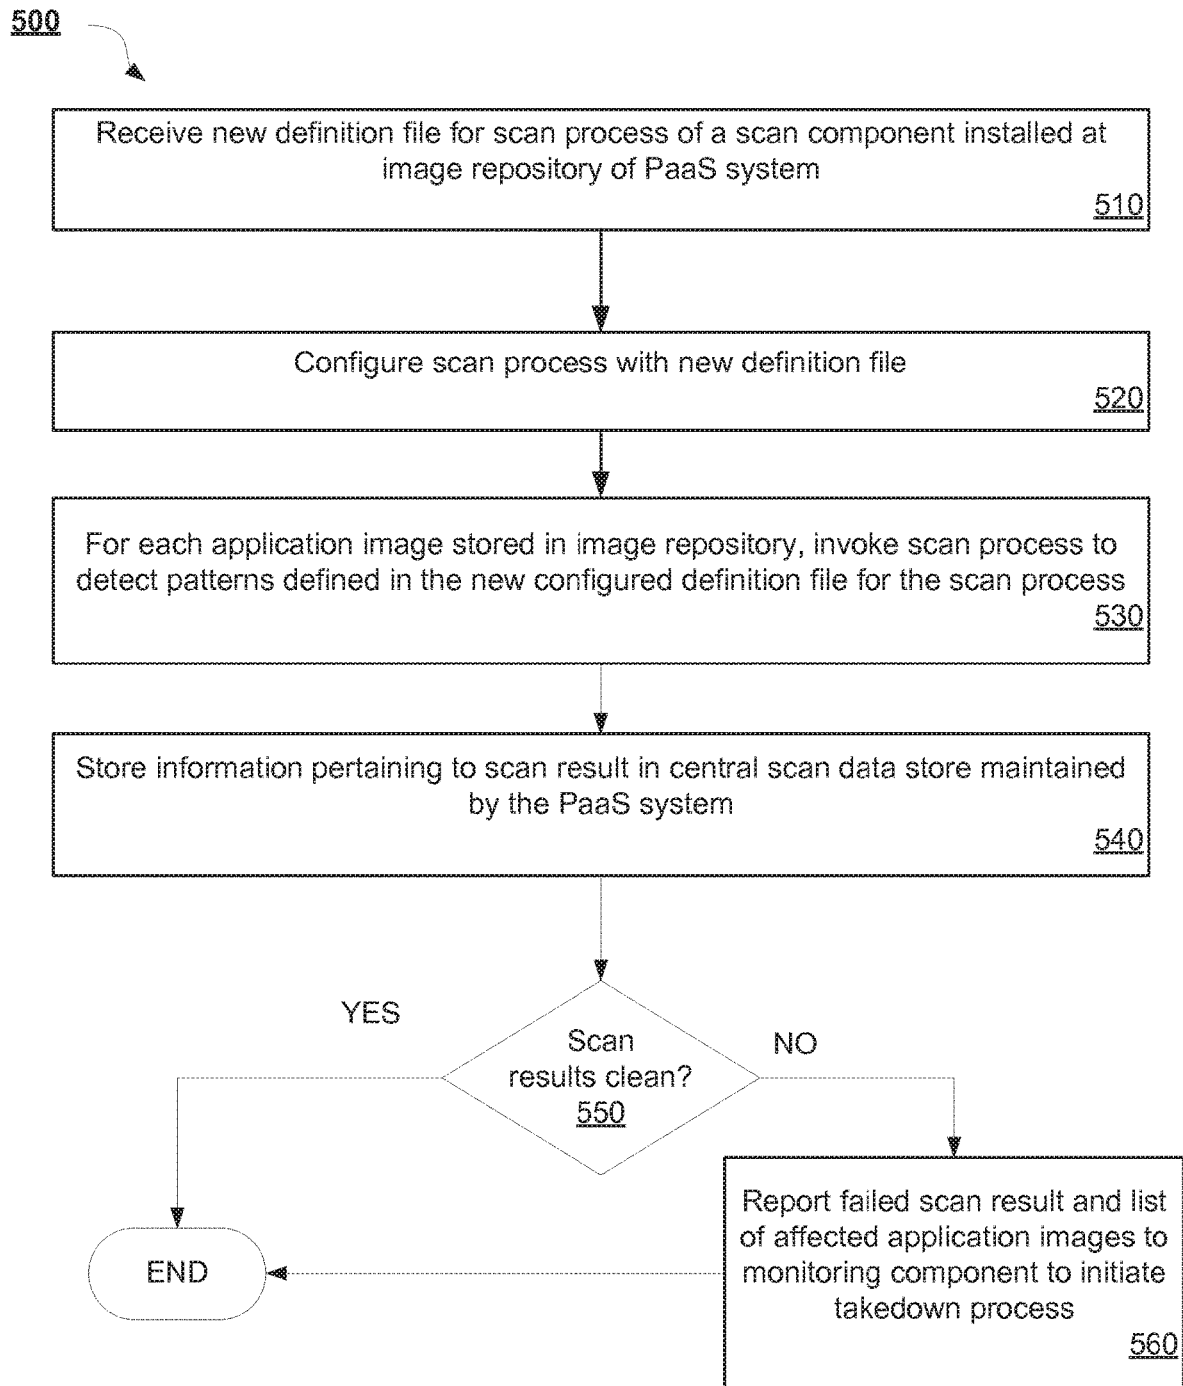 500
Receive new definition file for scan process of a scan component installed at
image repository of PaaS system
510
Configure scan process with new definition file
520
For each application image stored in image repository, invoke scan process to
detect patterns defined in the new configured definition file for the scan process
530
Store information pertaining to scan result in central scan data store maintained
by the PaaS system
540
YES
Scan
results clean?
550
NO
Report failed scan result and list
of affected application images to
monitoring component to initiate
takedown process
560
END